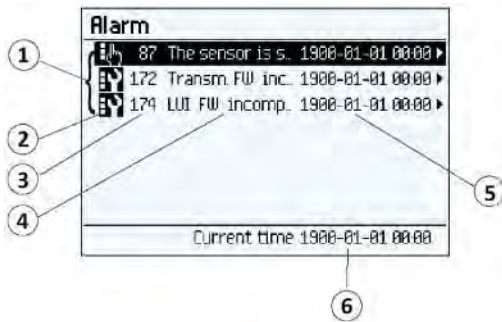 Alarm
87 The sensor is s.. 1900-01-01 00:00
172 Transm. FW inc.. 1900-01-01 00:00
174 LUI FW incomp.. 1900-01-01 00:00
Current time 1900-01-01 00:00
1
2
3
4
5
6